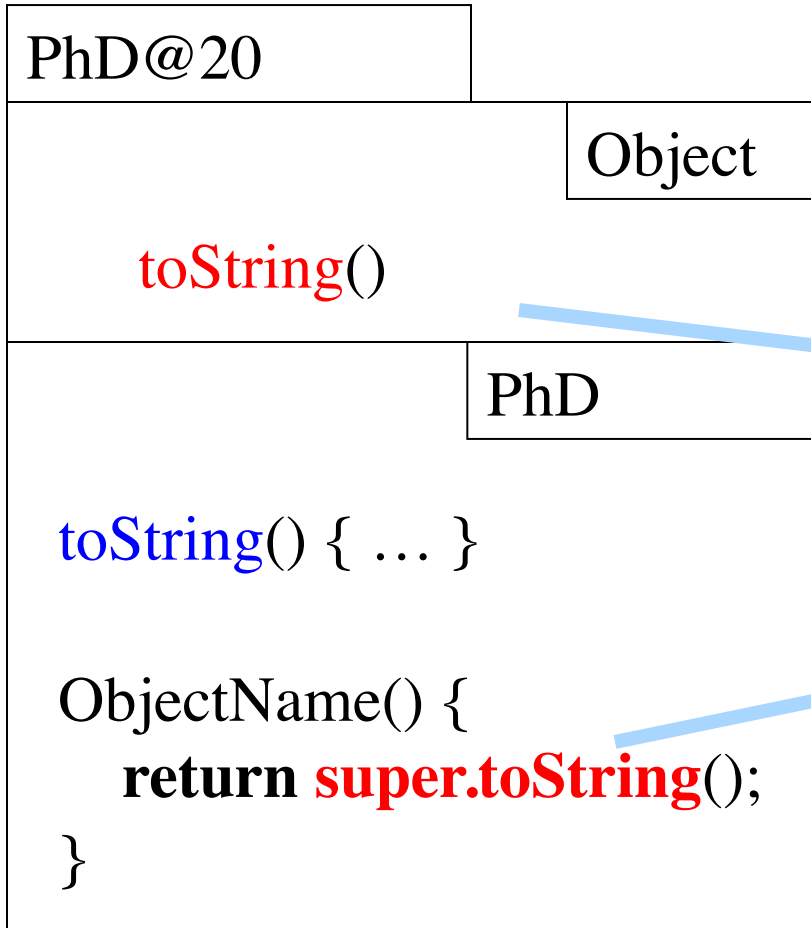 PhD@20
Object
toString()
PhD
toString() { … }
ObjectName() {
return super.toString();
}